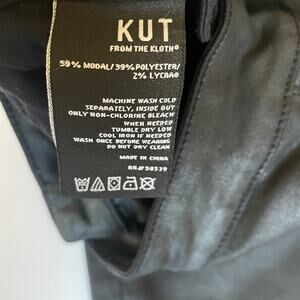 KUT
FROM THE KLOTH®
59% MODAL/39% POLYESTER/
2% LYCRA®
MACHINE WASH COLD
SEPARATELY, INSIDE OUT
ONLY NON-CHLORINE BLEACH
WHEN NEEDED
TUMBLE DRY LOW
COOL IRON IF NEEDED
WASH ONCE BEFORE WEARING
DO NOT DRY CLEAN
MADE IN CHINA
RN#58539